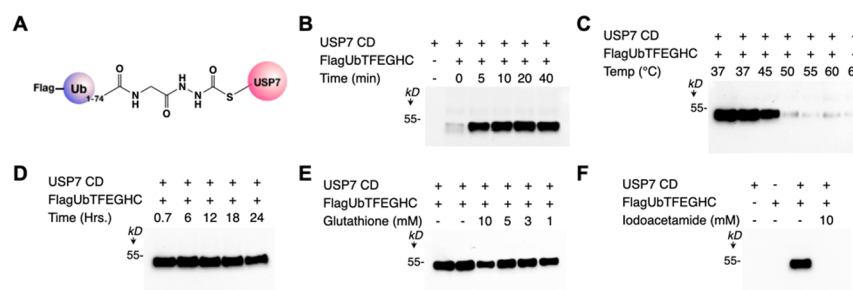 A
Flag
Ub
1-74
O
N
H
O
H
N
N
H
O
S
USP7
B
USP7 CD + + + + + +
FlagUbTFEGHC - + + + + +
Time (min) - 0 5 10 20 40
kD
55-
C
USP7 CD + + + + + +
FlagUbTFEGHC + + + + + +
Temp (°C) 37 37 45 50 55 60 6
kD
55-
D
USP7 CD + + + + +
FlagUbTFEGHC + + + + +
Time (Hrs.) 0.7 6 12 18 24
kD
55-
E
USP7 CD + + + + + +
FlagUbTFEGHC + + + + + +
Glutathione (mM) - - 10 5 3 1
kD
55-
F
USP7 CD + - + +
FlagUbTFEGHC - + + +
Iodoacetamide (mM) - - - 10
kD
55-